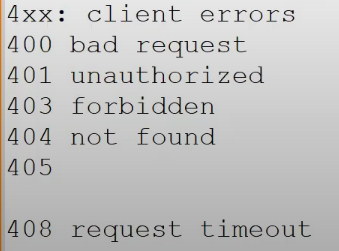 4xx: client errors
400 bad request
401 unauthorized
403 forbidden
404 not found
405
408 request timeout